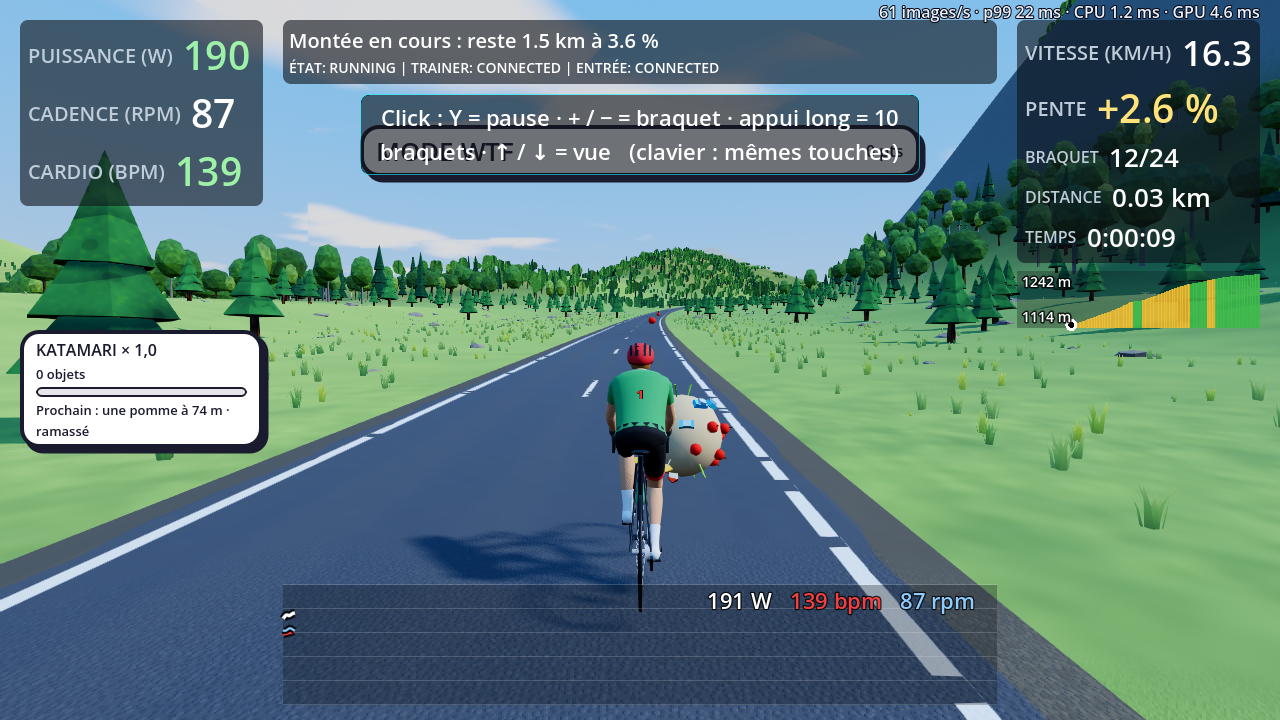 61 images/s · p99 22 ms · CPU 1.2 ms · GPU 4.6 ms
PUISSANCE (W) 190
CADENCE (RPM) 87
CARDIO (BPM) 139
Montée en cours : reste 1.5 km à 3.6 %
ÉTAT: RUNNING | TRAINER: CONNECTED | ENTRÉE: CONNECTED
Click : Y = pause · + / − = braquet · appui long = 10
braquets · ↑ / ↓ = vue (clavier : mêmes touches)
MODE WTF
VITESSE (KM/H) 16.3
PENTE +2.6 %
BRAQUET 12/24
DISTANCE 0.03 km
TEMPS 0:00:09
1242 m
1114 m
KATAMARI × 1,0
0 objets
Prochain : une pomme à 74 m ·
ramassé
1
191 W 139 bpm 87 rpm